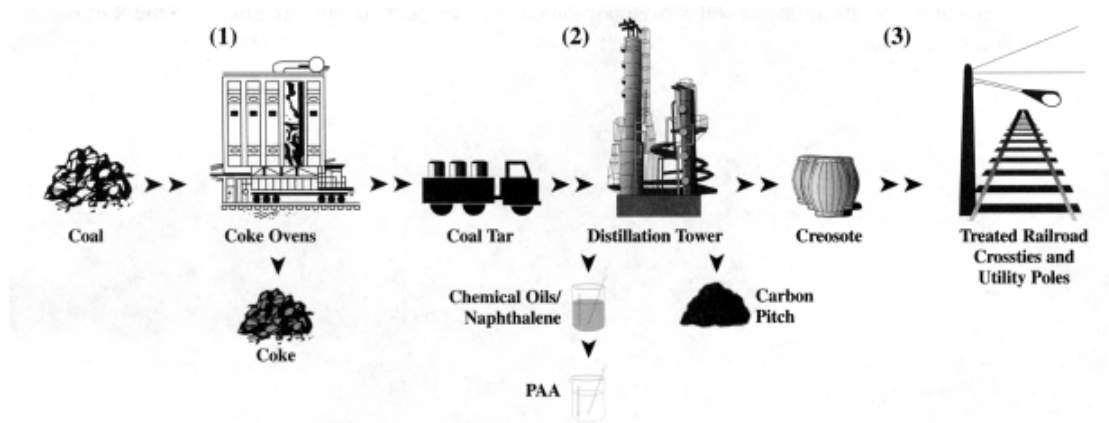 (1)
(2)
(3)
Coal
Coke Ovens
Coal Tar
Distillation Tower
Creosote
Treated Railroad
Crossties and
Utility Poles
Coke
Chemical Oils/
Naphthalene
Carbon
Pitch
PAA